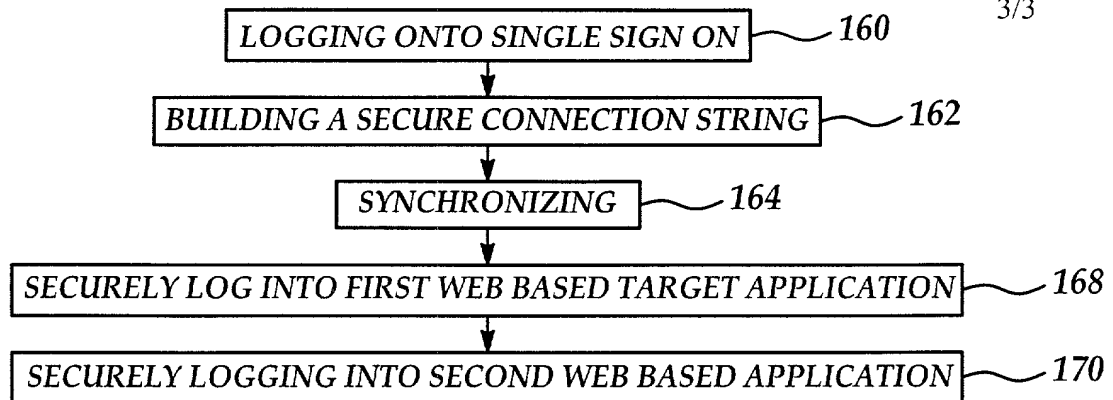 3/3
LOGGING ONTO SINGLE SIGN ON 160
BUILDING A SECURE CONNECTION STRING 162
SYNCHRONIZING 164
SECURELY LOG INTO FIRST WEB BASED TARGET APPLICATION 168
SECURELY LOGGING INTO SECOND WEB BASED APPLICATION 170